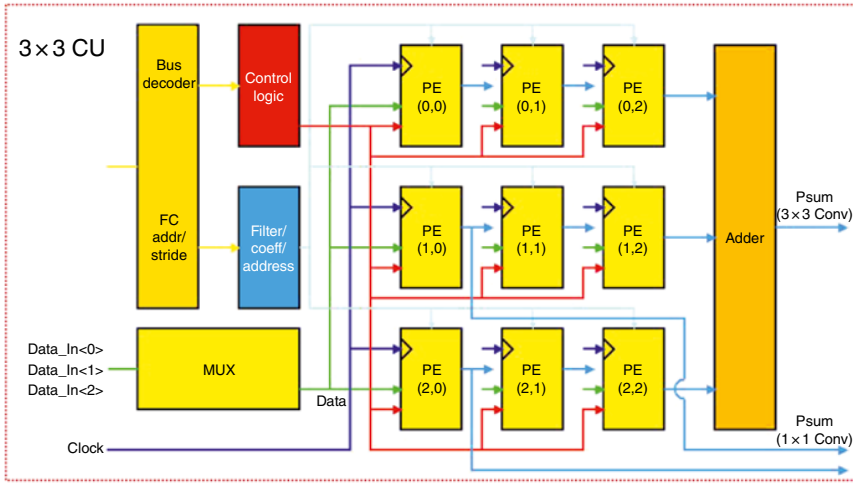 3×3 CU
Bus
decoder
FC
addr/
stride
Control
logic
Filter/
coeff/
address
PE
(0,0)
PE
(0,1)
PE
(0,2)
PE
(1,0)
PE
(1,1)
PE
(1,2)
PE
(2,0)
PE
(2,1)
PE
(2,2)
Adder
Psum
(3×3 Conv)
Data_In<0>
Data_In<1>
Data_In<2>
MUX
Data
Clock
Psum
(1×1 Conv)